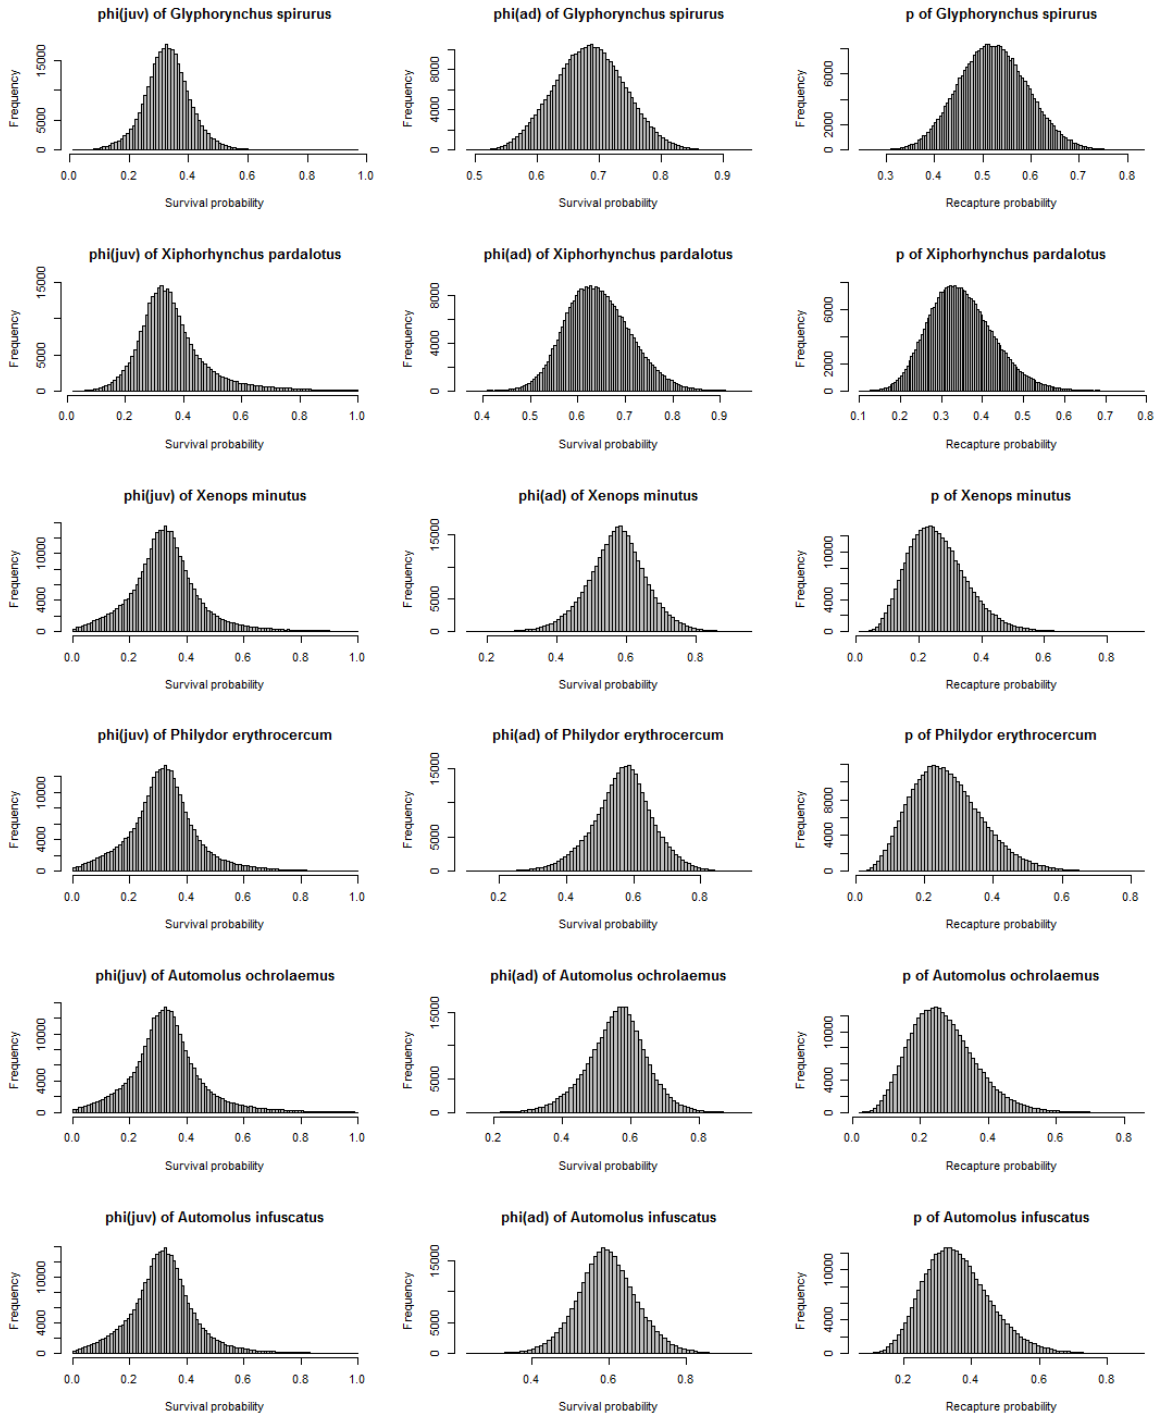 phi(juv) of Glyphorynchus spirurus
phi(ad) of Glyphorynchus spirurus
p of Glyphorynchus spirurus
Frequency
0 5000 15000
0.0 0.2 0.4 0.6 0.8 1.0
Survival probability
Frequency
0 4000 8000
0.5 0.6 0.7 0.8 0.9
Survival probability
Frequency
0 2000 6000
0.3 0.4 0.5 0.6 0.7 0.8
Recapture probability
phi(juv) of Xiphorhynchus pardalotus
phi(ad) of Xiphorhynchus pardalotus
p of Xiphorhynchus pardalotus
Frequency
0 5000 15000
0.0 0.2 0.4 0.6 0.8 1.0
Survival probability
Frequency
0 4000 8000
0.4 0.5 0.6 0.7 0.8 0.9
Survival probability
Frequency
0 2000 6000
0.1 0.2 0.3 0.4 0.5 0.6 0.7 0.8
Recapture probability
phi(juv) of Xenops minutus
phi(ad) of Xenops minutus
p of Xenops minutus
Frequency
0 4000 10000
0.0 0.2 0.4 0.6 0.8 1.0
Survival probability
Frequency
0 5000 15000
0.2 0.4 0.6 0.8
Survival probability
Frequency
0 4000 10000
0.0 0.2 0.4 0.6 0.8
Recapture probability
phi(juv) of Philydor erythrocercum
phi(ad) of Philydor erythrocercum
p of Philydor erythrocercum
Frequency
0 4000 10000
0.0 0.2 0.4 0.6 0.8 1.0
Survival probability
Frequency
0 5000 15000
0.2 0.4 0.6 0.8
Survival probability
Frequency
0 4000 8000
0.0 0.2 0.4 0.6 0.8
Recapture probability
phi(juv) of Automolus ochrolaemus
phi(ad) of Automolus ochrolaemus
p of Automolus ochrolaemus
Frequency
0 4000 10000
0.0 0.2 0.4 0.6 0.8 1.0
Survival probability
Frequency
0 5000 15000
0.2 0.4 0.6 0.8
Survival probability
Frequency
0 4000 10000
0.0 0.2 0.4 0.6 0.8
Recapture probability
phi(juv) of Automolus infuscatus
phi(ad) of Automolus infuscatus
p of Automolus infuscatus
Frequency
0 4000 10000
0.0 0.2 0.4 0.6 0.8 1.0
Survival probability
Frequency
0 5000 15000
0.4 0.6 0.8
Survival probability
Frequency
0 4000 10000
0.2 0.4 0.6 0.8
Recapture probability